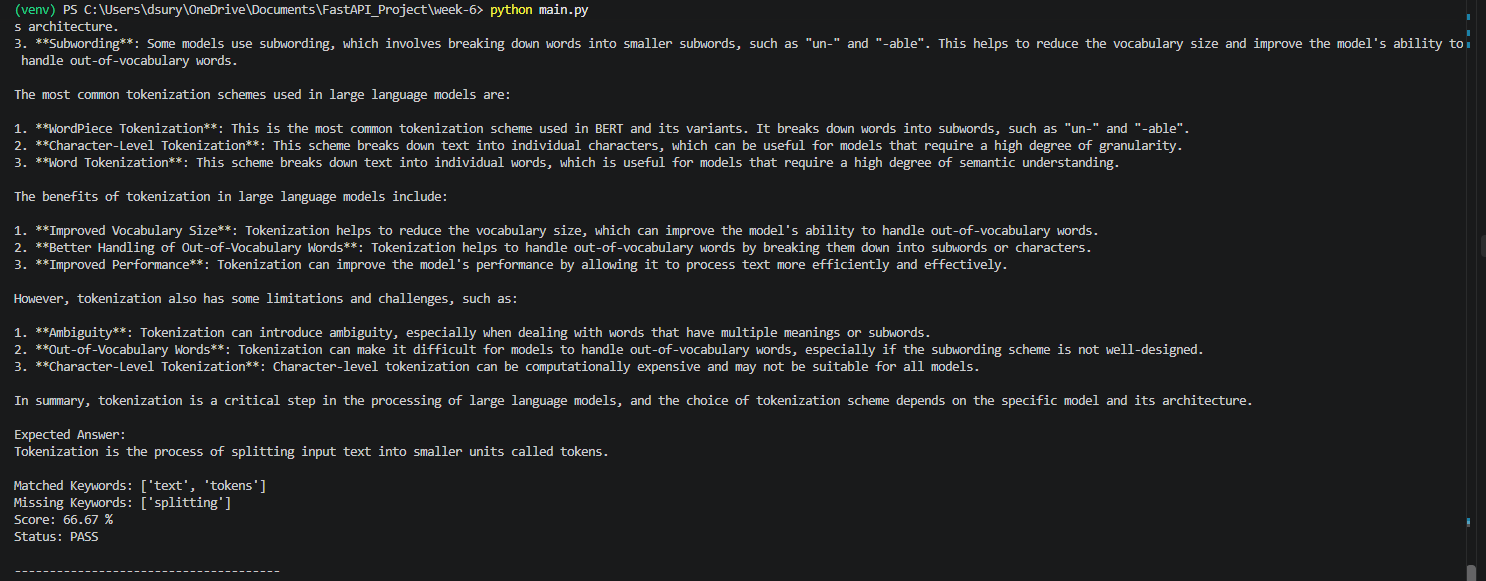 (venv) PS C:\Users\dsury\OneDrive\Documents\FastAPI_Project\week-6> python main.py
s architecture.
3. **Subwording**: Some models use subwording, which involves breaking down words into smaller subwords, such as "un-" and "-able". This helps to reduce the vocabulary size and improve the model's ability to
 handle out-of-vocabulary words.

The most common tokenization schemes used in large language models are:

1. **WordPiece Tokenization**: This is the most common tokenization scheme used in BERT and its variants. It breaks down words into subwords, such as "un-" and "-able".
2. **Character-Level Tokenization**: This scheme breaks down text into individual characters, which can be useful for models that require a high degree of granularity.
3. **Word Tokenization**: This scheme breaks down text into individual words, which is useful for models that require a high degree of semantic understanding.

The benefits of tokenization in large language models include:

1. **Improved Vocabulary Size**: Tokenization helps to reduce the vocabulary size, which can improve the model's ability to handle out-of-vocabulary words.
2. **Better Handling of Out-of-Vocabulary Words**: Tokenization helps to handle out-of-vocabulary words by breaking them down into subwords or characters.
3. **Improved Performance**: Tokenization can improve the model's performance by allowing it to process text more efficiently and effectively.

However, tokenization also has some limitations and challenges, such as:

1. **Ambiguity**: Tokenization can introduce ambiguity, especially when dealing with words that have multiple meanings or subwords.
2. **Out-of-Vocabulary Words**: Tokenization can make it difficult for models to handle out-of-vocabulary words, especially if the subwording scheme is not well-designed.
3. **Character-Level Tokenization**: Character-level tokenization can be computationally expensive and may not be suitable for all models.

In summary, tokenization is a critical step in the processing of large language models, and the choice of tokenization scheme depends on the specific model and its architecture.

Expected Answer:
Tokenization is the process of splitting input text into smaller units called tokens.

Matched Keywords: ['text', 'tokens']
Missing Keywords: ['splitting']
Score: 66.67 %
Status: PASS

--------------------------------------